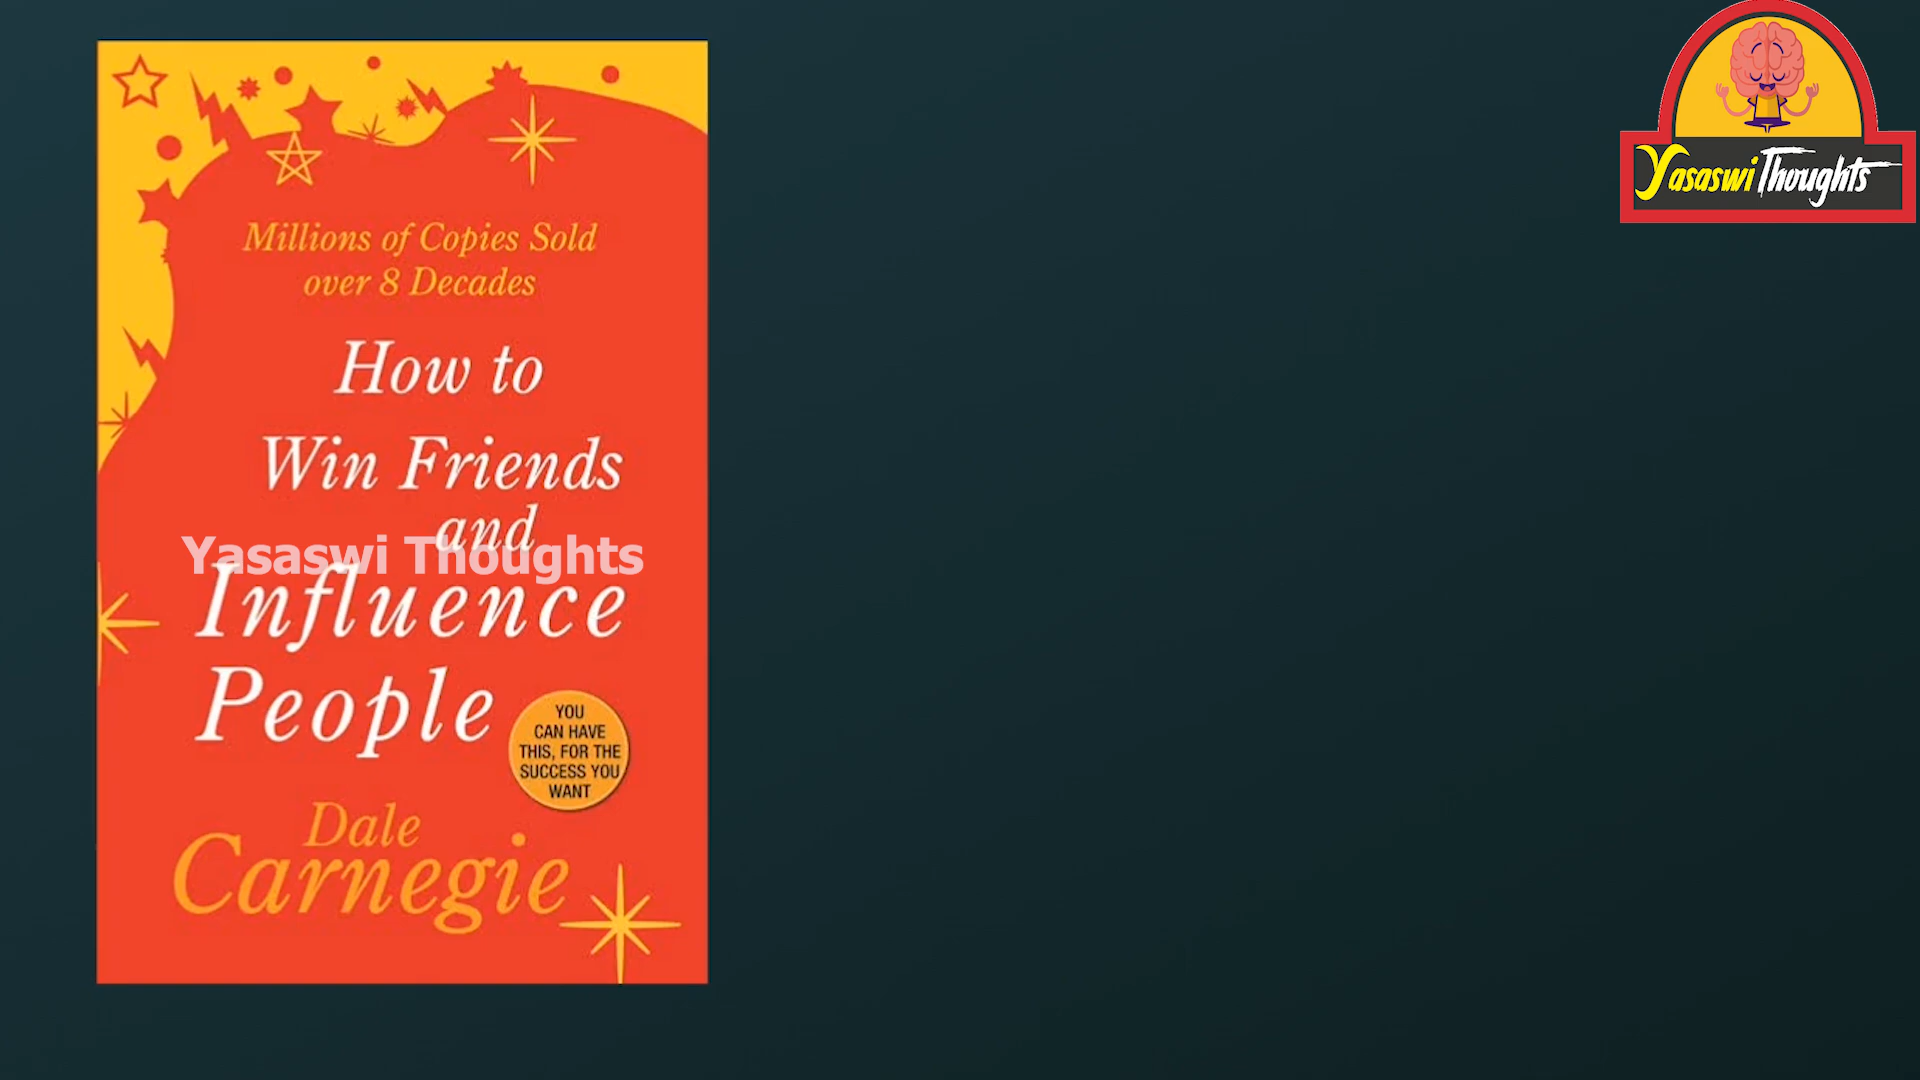 Millions of Copies Sold
over 8 Decades
How to
Win Friends
and
Yasaswi Thoughts
Influence
People
YOU
CAN HAVE
THIS, FOR THE
SUCCESS YOU
WANT
Dale
Carnegie
Yasaswi Thoughts